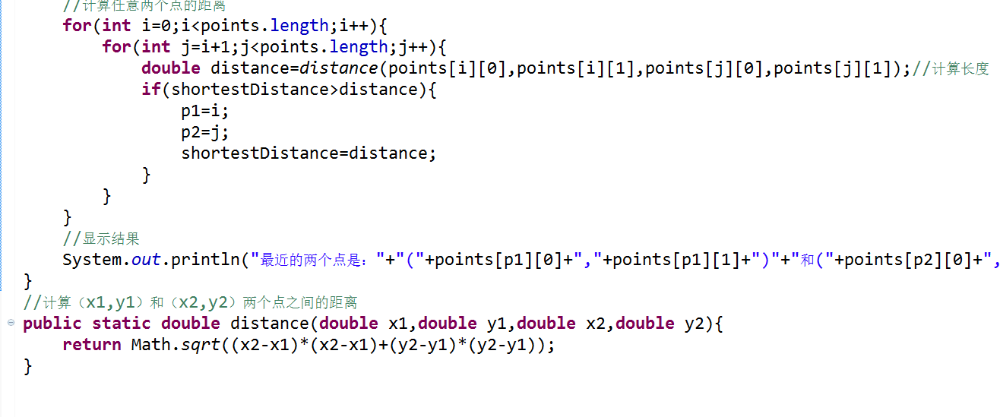 //计算任意两个点的距离
for(int i=0;i<points.length;i++){
for(int j=i+1;j<points.length;j++){
double distance=distance(points[i][0],points[i][1],points[j][0],points[j][1]);//计算长度
if(shortestDistance>distance){
p1=i;
p2=j;
shortestDistance=distance;
}
}
}
//显示结果
System.out.println("最近的两个点是："+"("+points[p1][0]+","+points[p1][1]+")"+"和("+points[p2][0]+",
}
//计算（x1,y1）和（x2,y2）两个点之间的距离
public static double distance(double x1,double y1,double x2,double y2){
return Math.sqrt((x2-x1)*(x2-x1)+(y2-y1)*(y2-y1));
}